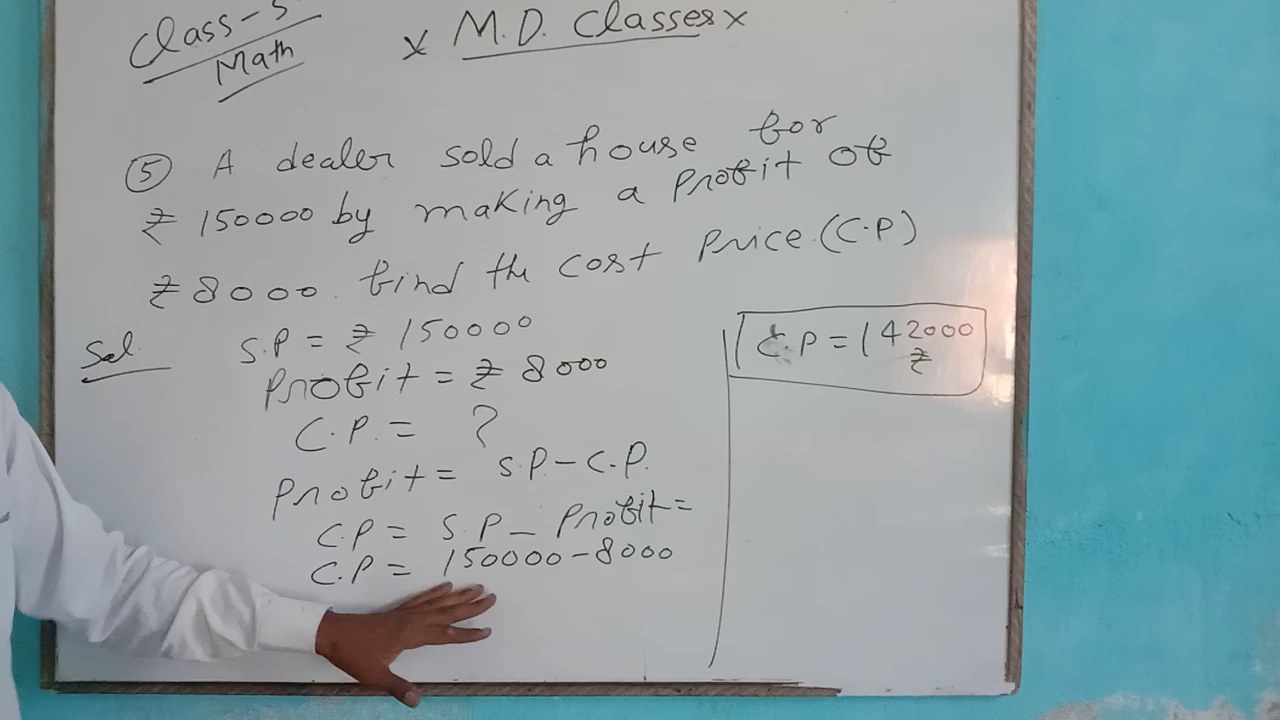 Class-5
Math
x M.D. Classes x
⑤ A dealer sold a house for
₹ 150000 by making a Profit of
₹ 8000. find the cost Price. (C.P)
Sol.
S.P = ₹ 150000
Profit = ₹ 8000
C.P. = ?
Profit = S.P - C.P.
C.P = S.P - Profit =
C.P = 150000 - 8000
C.P = 142000
₹